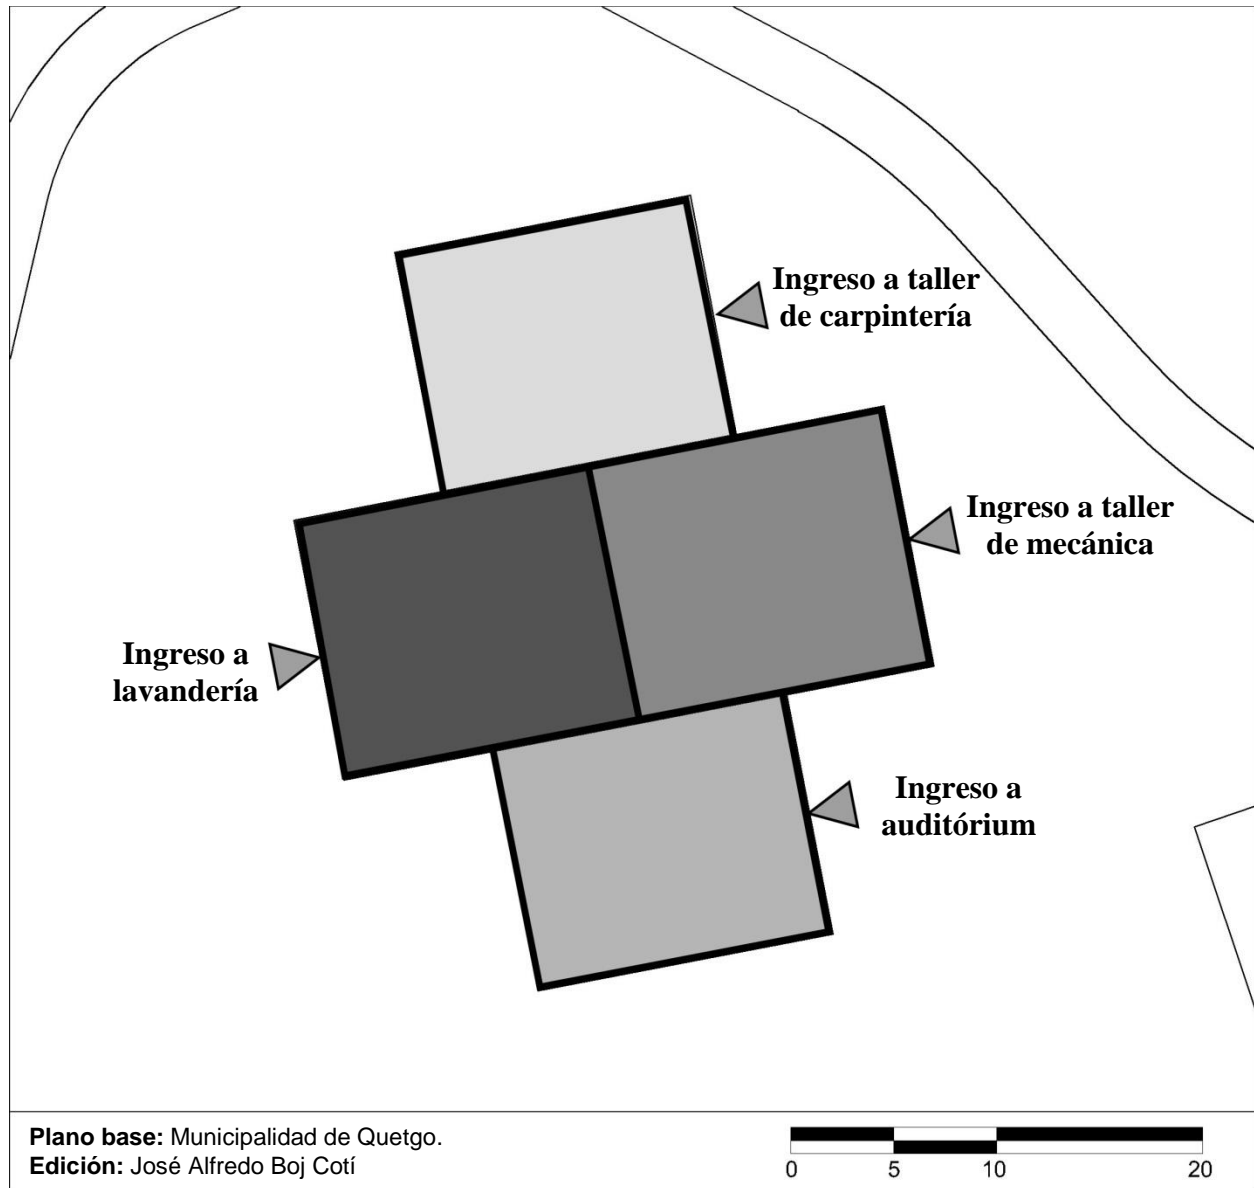 Ingreso a taller
de carpintería
Ingreso a taller
de mecánica
Ingreso a
lavandería
Ingreso a
auditórium
Plano base: Municipalidad de Quetgo.
Edición: José Alfredo Boj Cotí
0 5 10 20